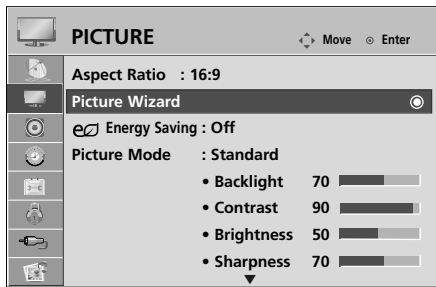 PICTURE Move Enter
Aspect Ratio : 16:9
Picture Wizard
Energy Saving : Off
Picture Mode : Standard
• Backlight 70
• Contrast 90
• Brightness 50
• Sharpness 70